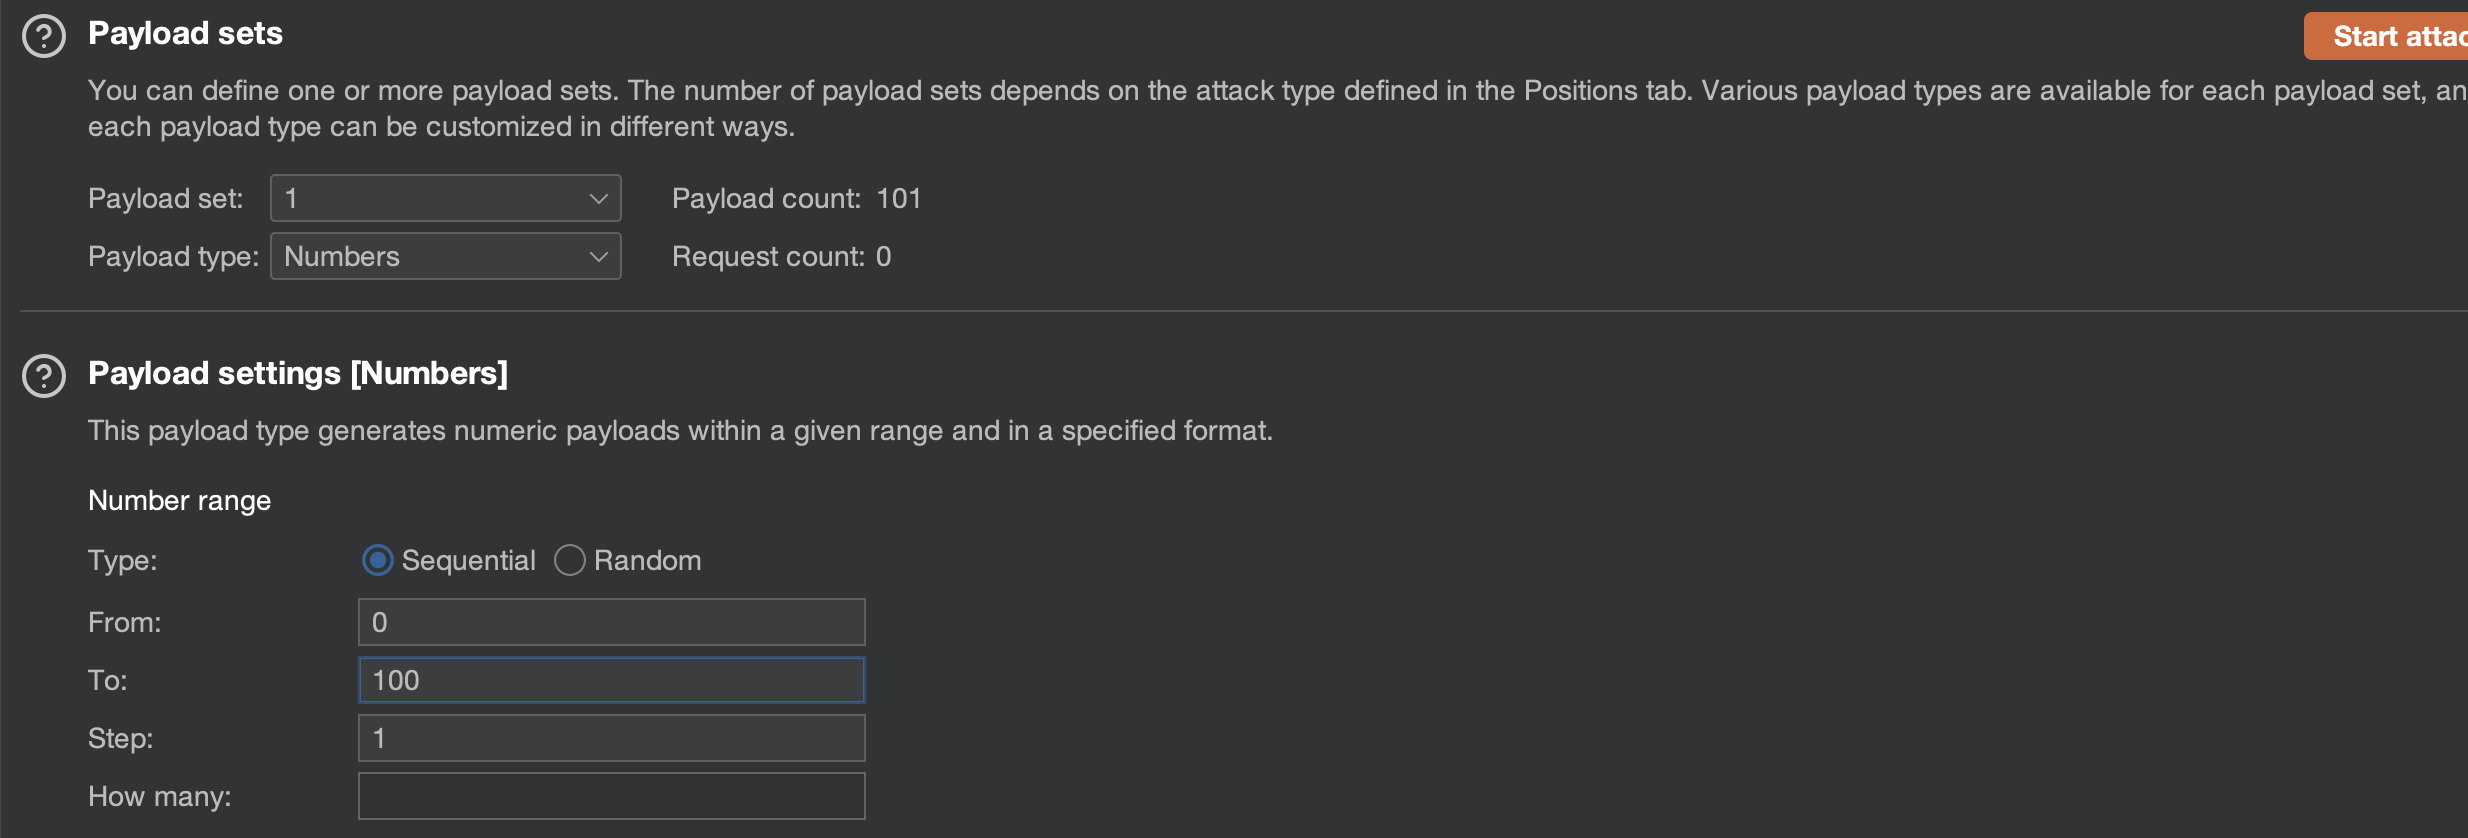 Payload sets
Start attac
You can define one or more payload sets. The number of payload sets depends on the attack type defined in the Positions tab. Various payload types are available for each payload set, an
each payload type can be customized in different ways.
Payload set: 1 Payload count: 101
Payload type: Numbers Request count: 0
Payload settings [Numbers]
This payload type generates numeric payloads within a given range and in a specified format.
Number range
Type: Sequential Random
From: 0
To: 100
Step: 1
How many: